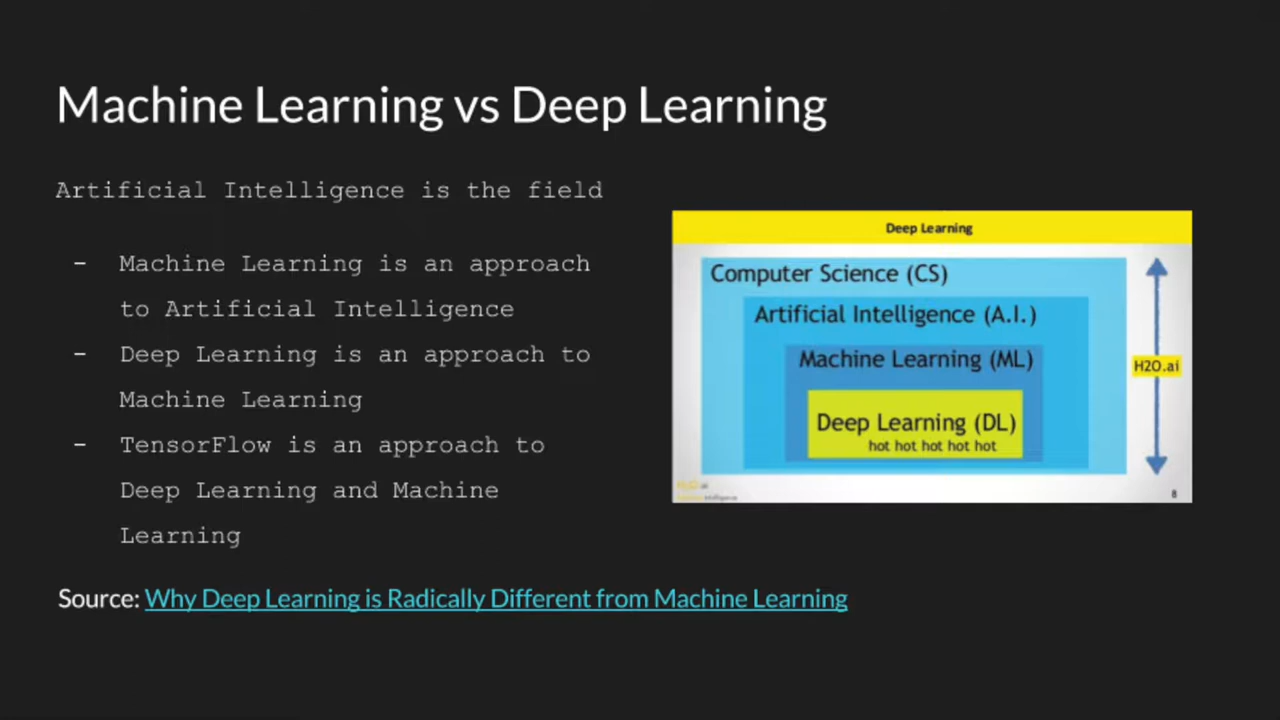 Machine Learning vs Deep Learning
Artificial Intelligence is the field
- Machine Learning is an approach
to Artificial Intelligence
- Deep Learning is an approach to
Machine Learning
- TensorFlow is an approach to
Deep Learning and Machine
Learning
Source: Why Deep Learning is Radically Different from Machine Learning
Deep Learning
Computer Science (CS)
Artificial Intelligence (A.I.)
Machine Learning (ML)
Deep Learning (DL)
hot hot hot hot hot
H2O.ai
8